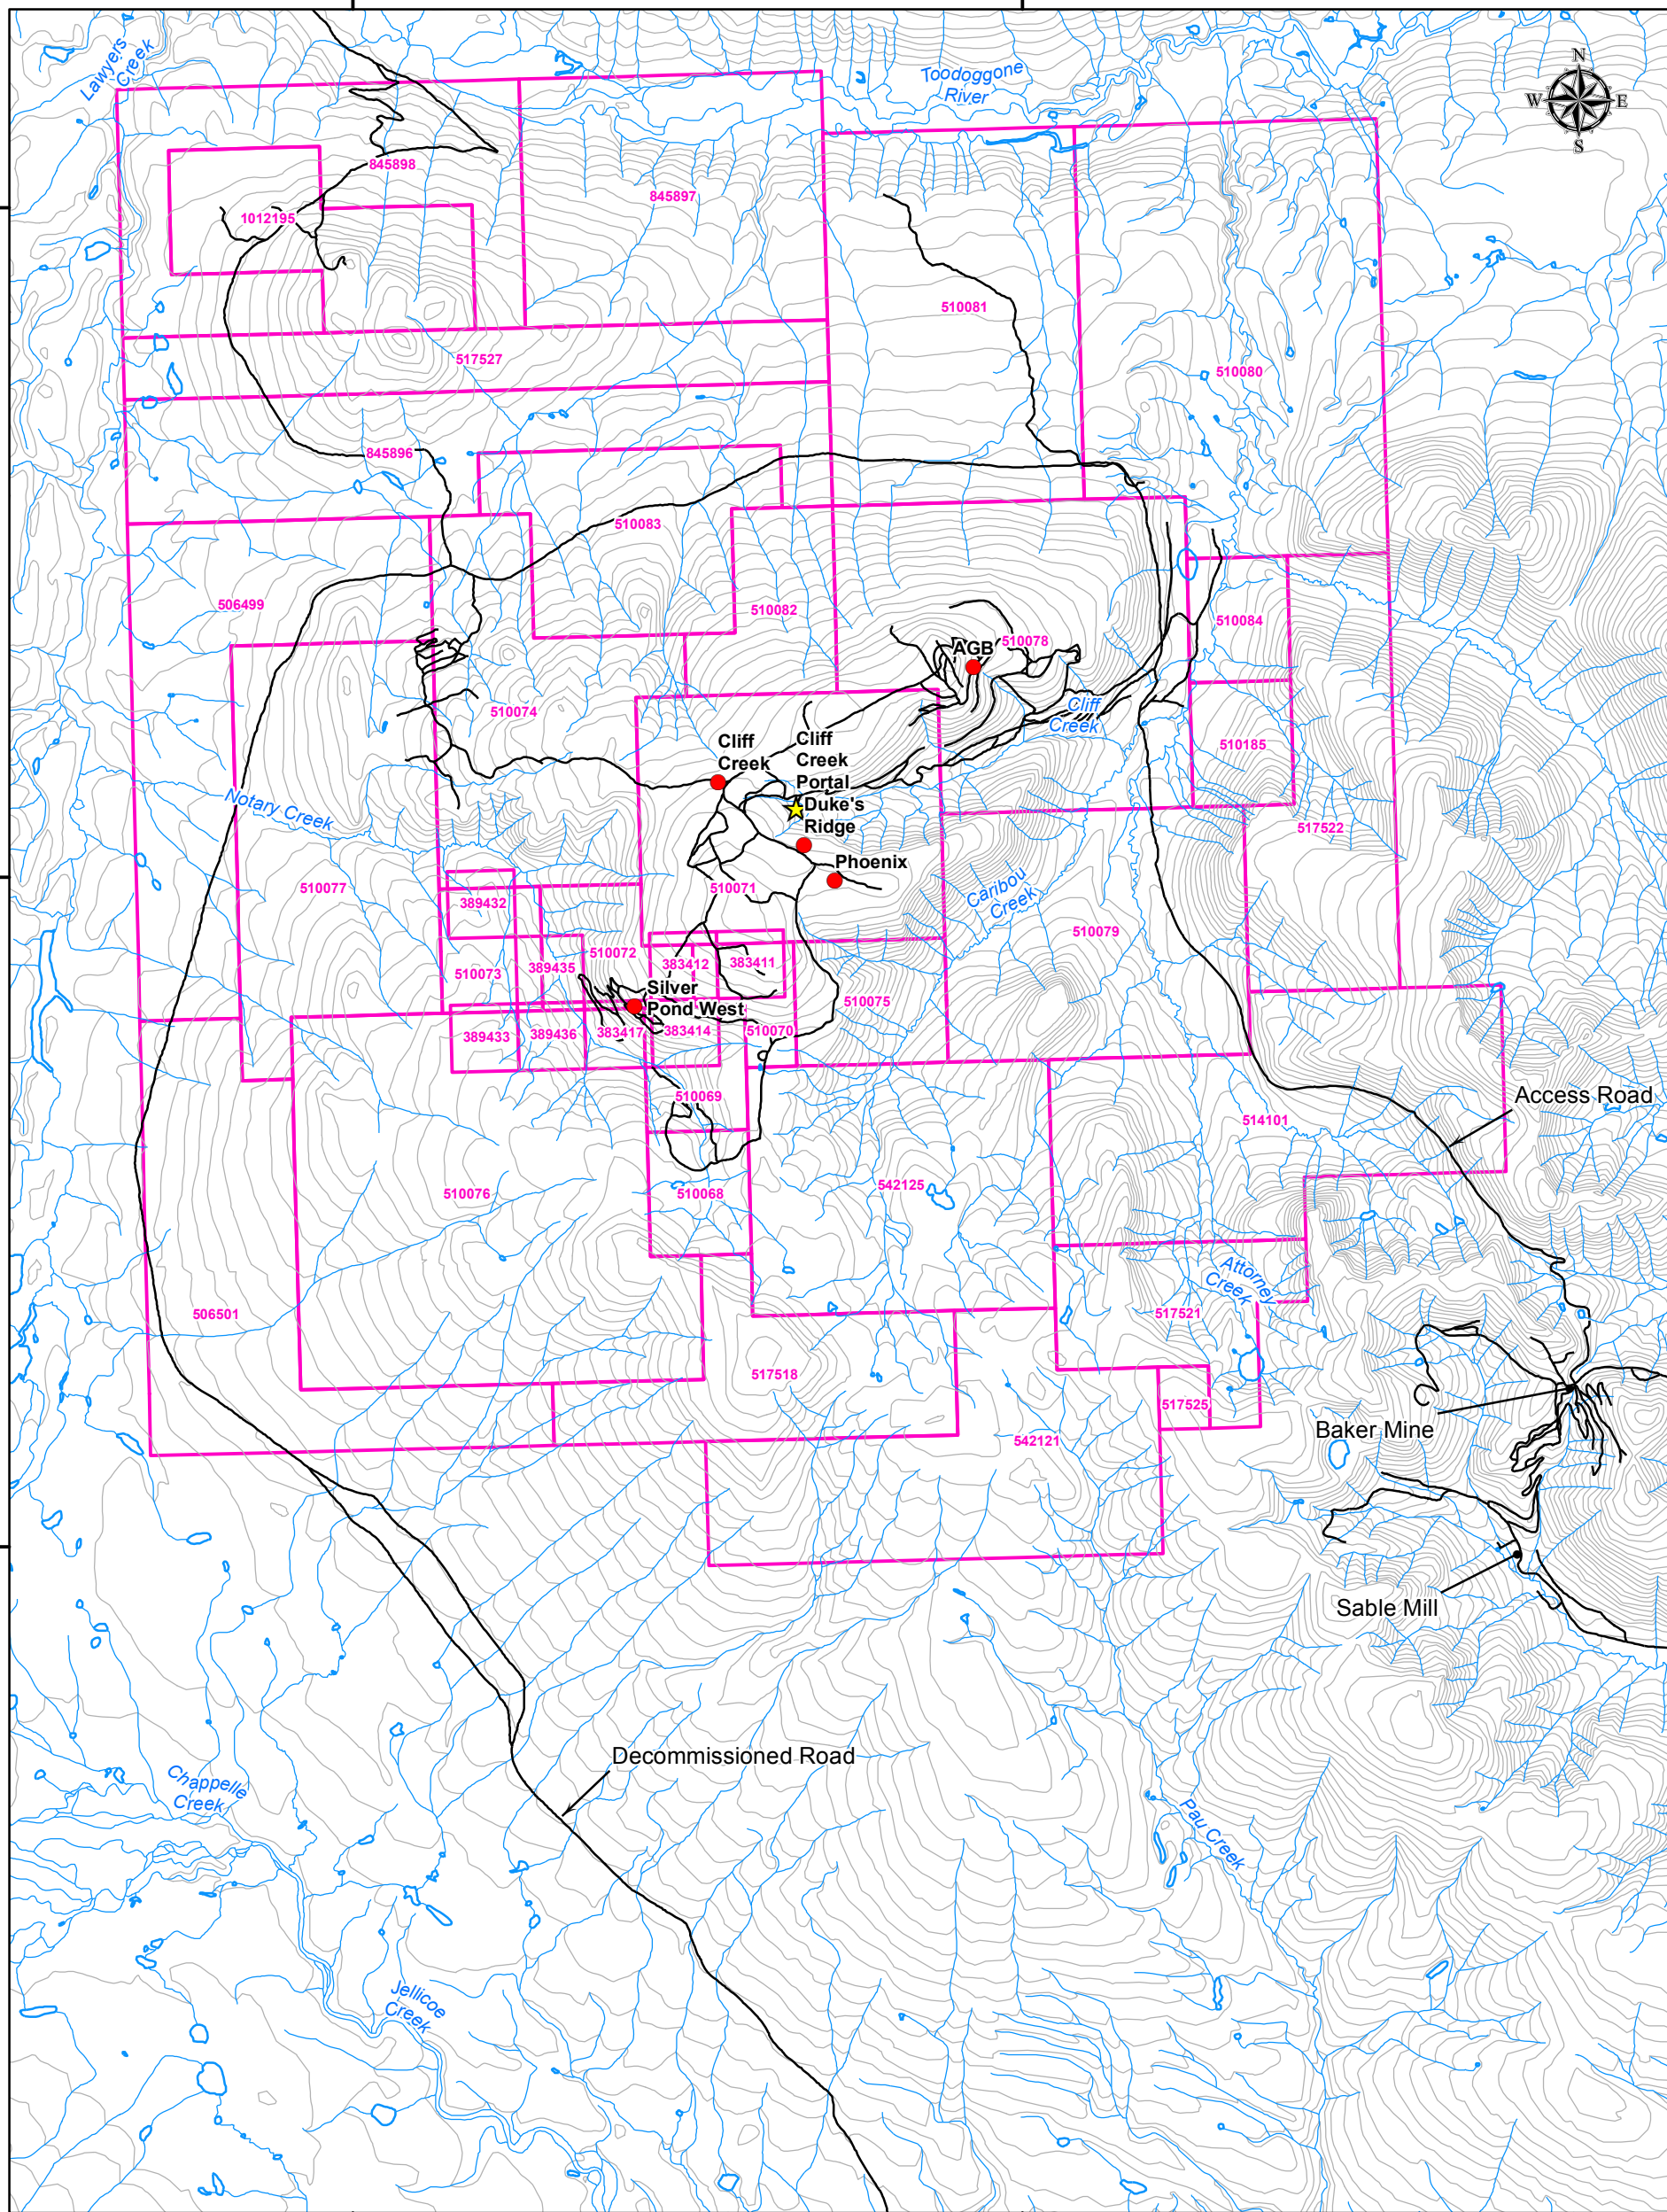 Lawyers
Creek
Toodoggone
River
N
W
E
S
845898
845897
1012195
510081
517527
510080
845896
510083
506499
510082
510084
510078
AGB
510074
Cliff
Creek
Cliff
Creek
Cliff
Creek
Portal
510185
Notary Creek
Duke's
Ridge
517522
Phoenix
510077
510071
Caribou
Creek
389432
510079
510072
383412
383411
510073
389435
Silver
Pond West
510075
389433
389436
383417
383414
510070
510069
Access Road
514101
510076
510068
542125
Attorney
Creek
506501
517521
517518
517525
Baker Mine
542121
Sable Mill
Decommissioned Road
Chappelle
Creek
Pau Creek
Jellicoe
Creek